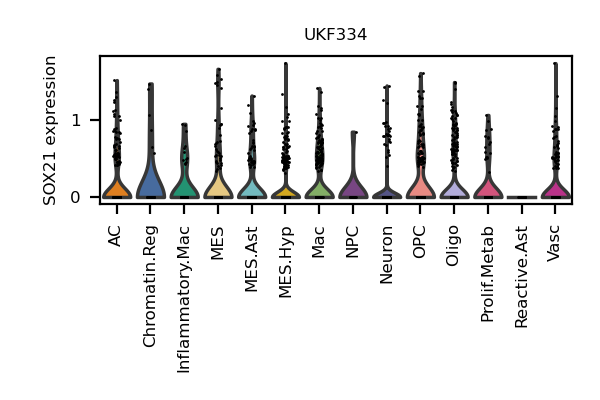 UKF334
SOX21 expression
1
0
AC
Chromatin.Reg
Inflammatory.Mac
MES
MES.Ast
MES.Hyp
Mac
NPC
Neuron
OPC
Oligo
Prolif.Metab
Reactive.Ast
Vasc